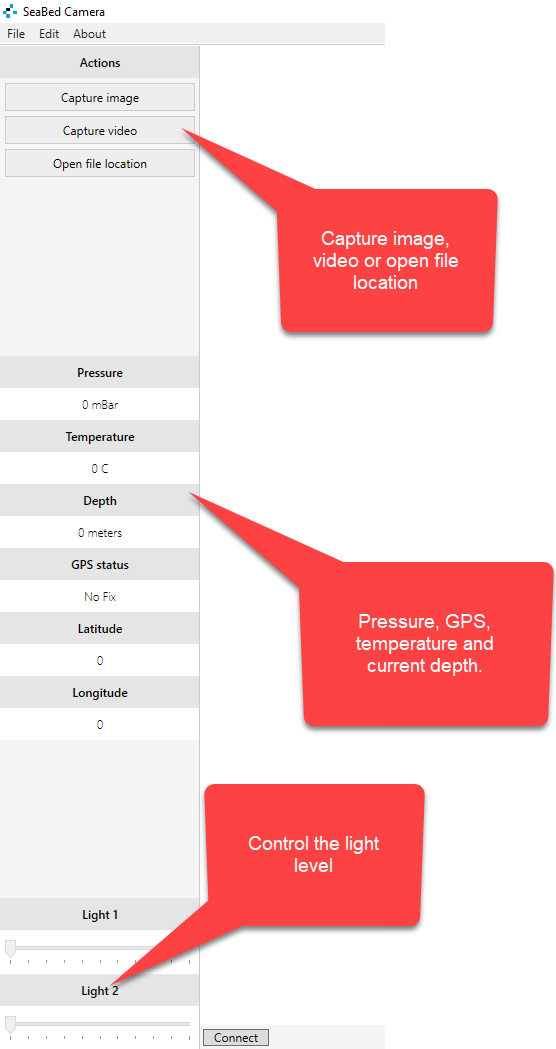 SeaBed Camera
File Edit About
Actions
Capture image
Capture video
Open file location
Capture image,
video or open file
location
Pressure
0 mBar
Temperature
0 C
Depth
0 meters
GPS status
No Fix
Latitude
0
Longitude
0
Pressure, GPS,
temperature and
current depth.
Control the light
level
Light 1
Light 2
Connect